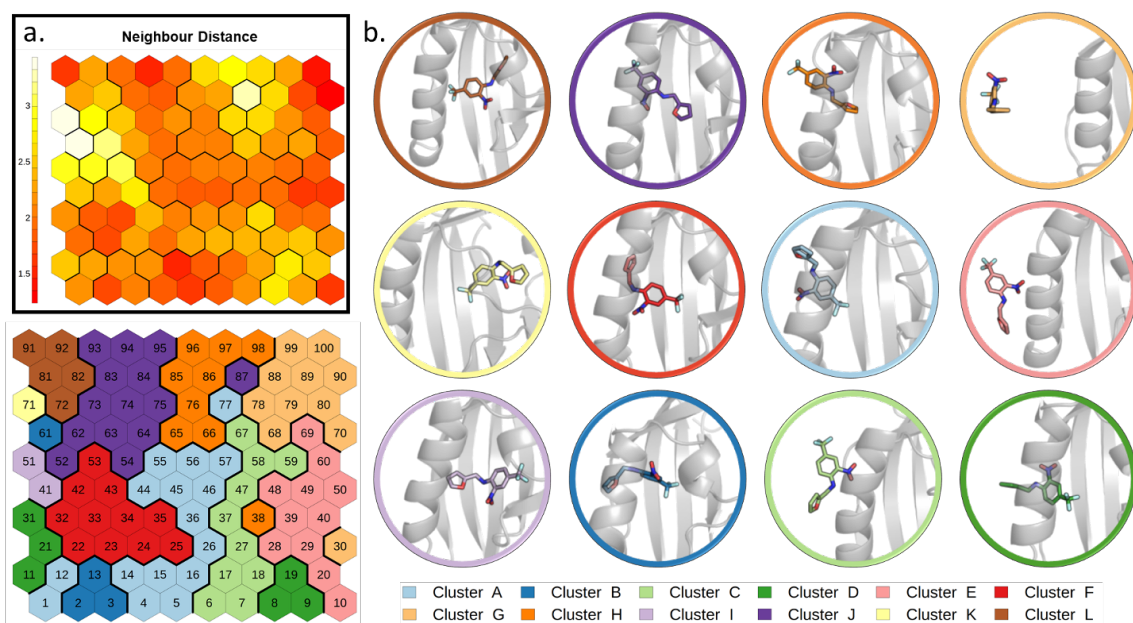 a.
Neighbour Distance
3
2.5
2
1.5
b.
91 92 93 94 95 96 97 98 99 100
81 82 83 84 85 86 87 88 89 90
71 72 73 74 75 76 77 78 79 80
61 62 63 64 65 66 67 68 69 70
51 52 53 54 55 56 57 58 59 60
41 42 43 44 45 46 47 48 49 50
31 32 33 34 35 36 37 38 39 40
21 22 23 24 25 26 27 28 29 30
11 12 13 14 15 16 17 18 19 20
1 2 3 4 5 6 7 8 9 10
Cluster A Cluster B Cluster C Cluster D Cluster E Cluster F
Cluster G Cluster H Cluster I Cluster J Cluster K Cluster L